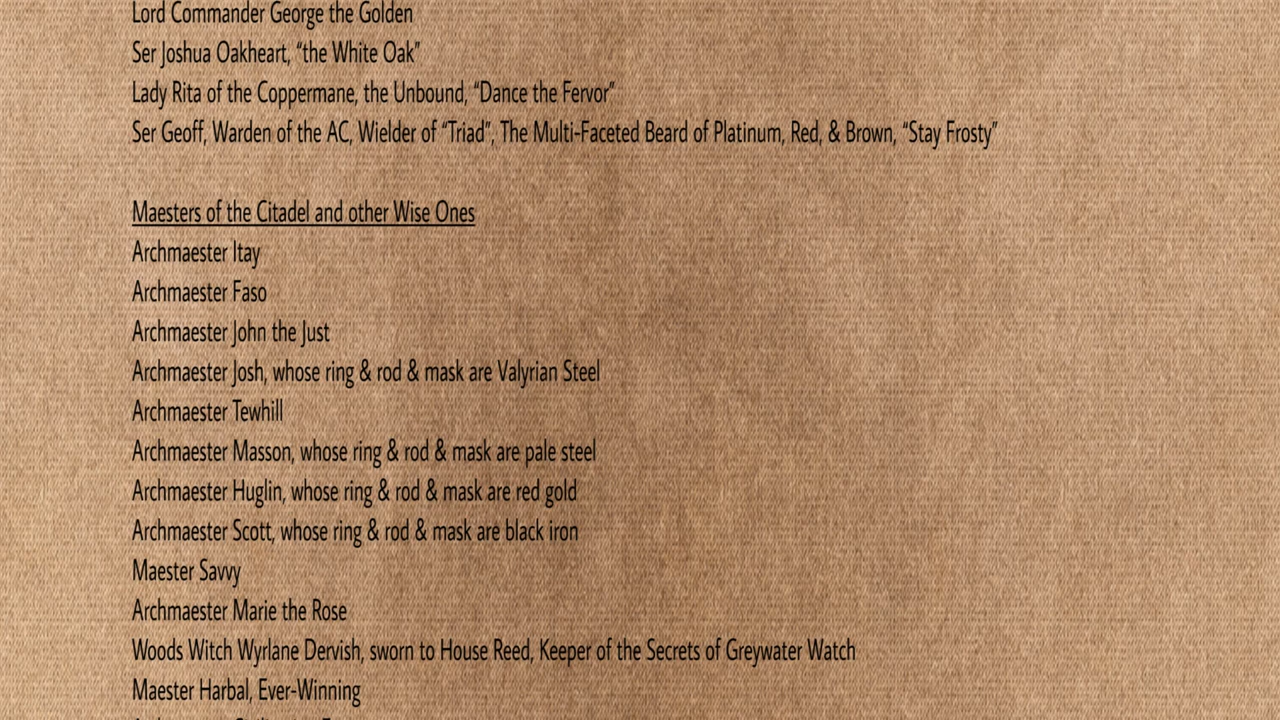 Lord Commander George the Golden
Ser Joshua Oakheart, “the White Oak”
Lady Rita of the Coppermane, the Unbound, “Dance the Fervor”
Ser Geoff, Warden of the AC, Wielder of “Triad”, The Multi-Faceted Beard of Platinum, Red, & Brown, “Stay Frosty”
Maesters of the Citadel and other Wise Ones
Archmaester Itay
Archmaester Faso
Archmaester John the Just
Archmaester Josh, whose ring & rod & mask are Valyrian Steel
Archmaester Tewhill
Archmaester Masson, whose ring & rod & mask are pale steel
Archmaester Huglin, whose ring & rod & mask are red gold
Archmaester Scott, whose ring & rod & mask are black iron
Maester Savvy
Archmaester Marie the Rose
Woods Witch Wyrlane Dervish, sworn to House Reed, Keeper of the Secrets of Greywater Watch
Maester Harbal, Ever-Winning